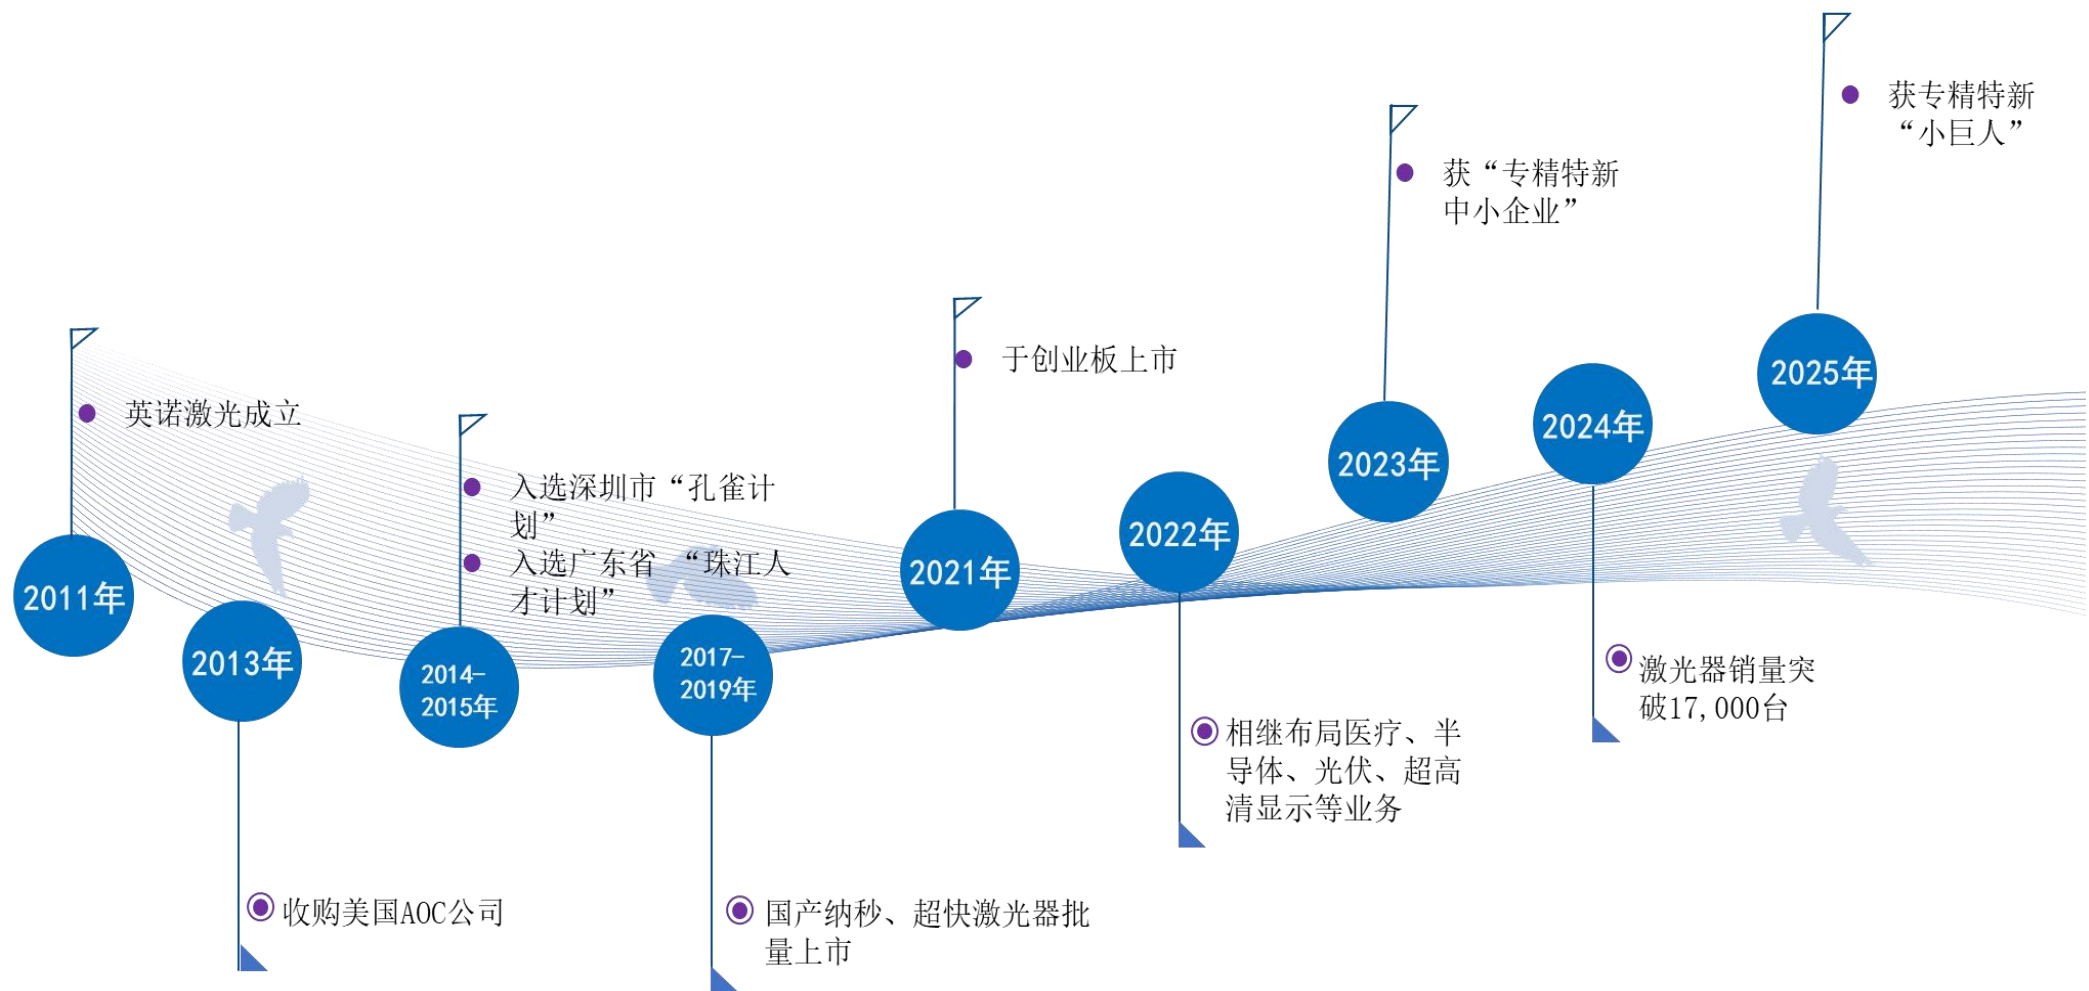 2011年
英诺激光成立
2013年
收购美国AOC公司
2014-
2015年
入选深圳市“孔雀计
划”
入选广东省 “珠江人
才计划”
2017-
2019年
国产纳秒、超快激光器批
量上市
2021年
于创业板上市
2022年
相继布局医疗、半
导体、光伏、超高
清显示等业务
2023年
获“专精特新
中小企业”
2024年
激光器销量突
破17,000台
2025年
获专精特新
“小巨人”